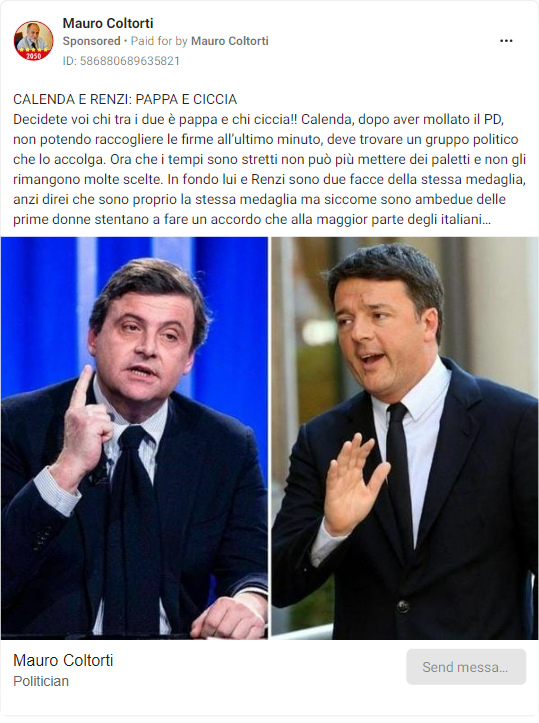 Mauro Coltorti
Sponsored • Paid for by Mauro Coltorti
ID: 586880689635821
2050
CALENDA E RENZI: PAPPA E CICCIA
Decidete voi chi tra i due è pappa e chi ciccia!! Calenda, dopo aver mollato il PD,
non potendo raccogliere le firme all'ultimo minuto, deve trovare un gruppo politico
che lo accolga. Ora che i tempi sono stretti non può più mettere dei paletti e non gli
rimangono molte scelte. In fondo lui e Renzi sono due facce della stessa medaglia,
anzi direi che sono proprio la stessa medaglia ma siccome sono ambedue delle
prime donne stentano a fare un accordo che alla maggior parte degli italiani...
Mauro Coltorti
Politician
Send messa...